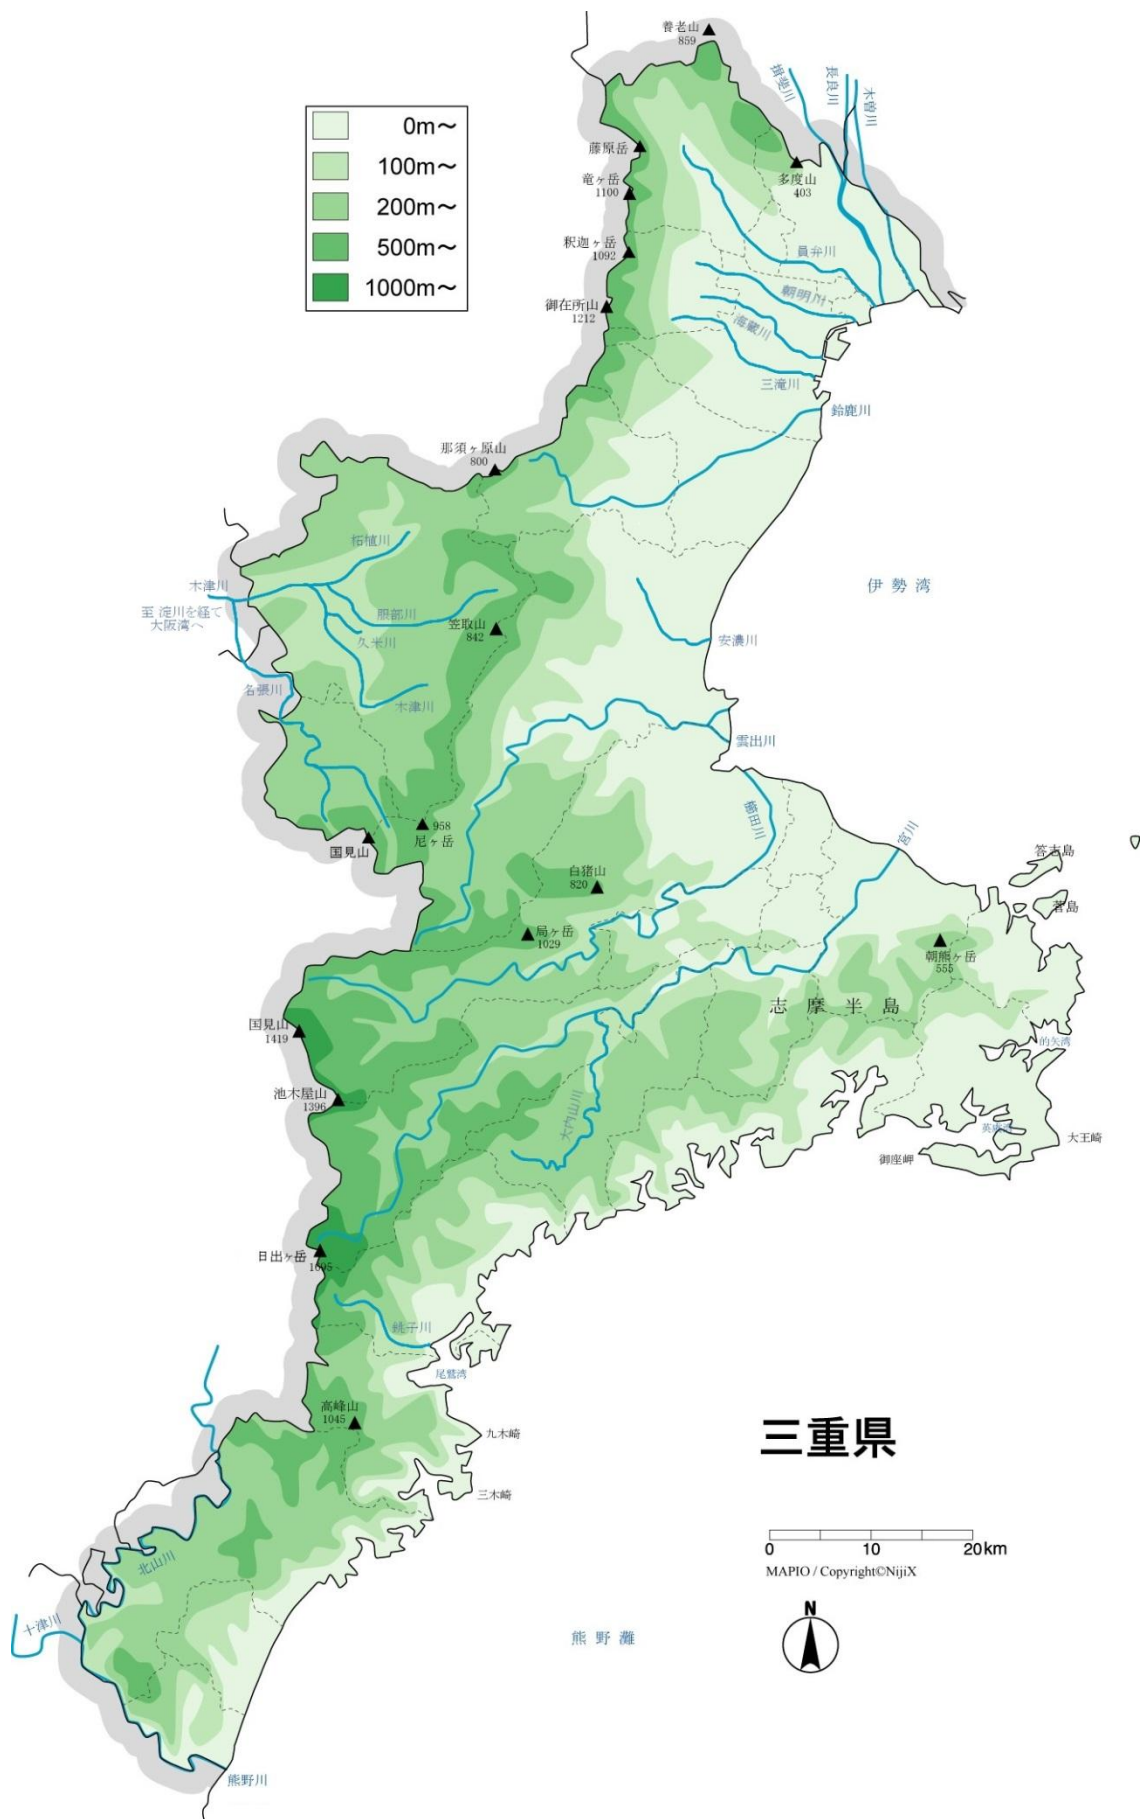 養老山
859
揖斐川
長良川
木曽川
0m～
100m～
200m～
500m～
1000m～
藤原岳
竜ヶ岳
1100
多度山
403
釈迦ヶ岳
1092
員弁川
御在所山
1212
朝明川
海蔵川
三滝川
鈴鹿川
那須ヶ原山
800
柘植川
木津川
至 淀川を経て
大阪湾へ
服部川
笠取山
842
久米川
伊勢湾
安濃川
名張川
木津川
雲出川
櫛田川
宮川
958
尼ヶ岳
国見山
答志島
菅島
白猪山
820
局ヶ岳
1029
朝熊ヶ岳
555
志摩半島
国見山
1419
的矢湾
池木屋山
1396
大内山川
大王崎
御座岬
日出ヶ岳
1695
銚子川
尾鷲湾
高峰山
1045
九木崎
三木崎
三重県
0
10
20km
MAPIO / Copyright©NijiX
N
北山川
十津川
熊野灘
熊野川